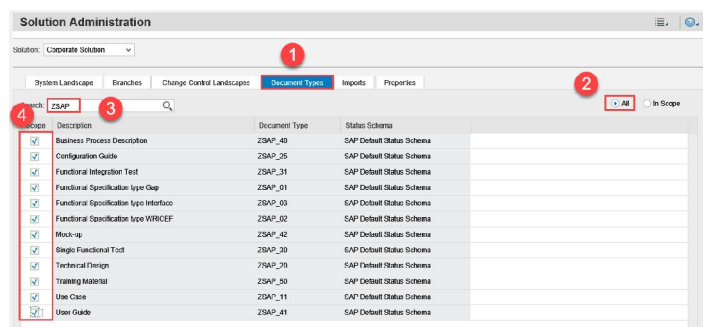 Solution Administration
Solution: Corporate Solution
1
System Landscape Branches Change Control Landscapes Document Types Imports Properties
2
Search: ZSAP
3
All In Scope
4
Scope Description Document Type Status Schema
Business Process Description ZSAP_40 SAP Default Status Schema
Configuration Guide ZSAP_25 SAP Default Status Schema
Functional Integration Test ZSAP_31 SAP Default Status Schema
Functional Specification type Gap ZSAP_01 SAP Default Status Schema
Functional Specification type Interface ZSAP_03 SAP Default Status Schema
Functional Specification type WRICEF ZSAP_02 SAP Default Status Schema
Mock-up ZSAP_42 SAP Default Status Schema
Single Functional Test ZSAP_30 SAP Default Status Schema
Technical Design ZSAP_20 SAP Default Status Schema
Training Material ZSAP_50 SAP Default Status Schema
Use Case ZSAP_11 SAP Default Status Schema
User Guide ZSAP_41 SAP Default Status Schema